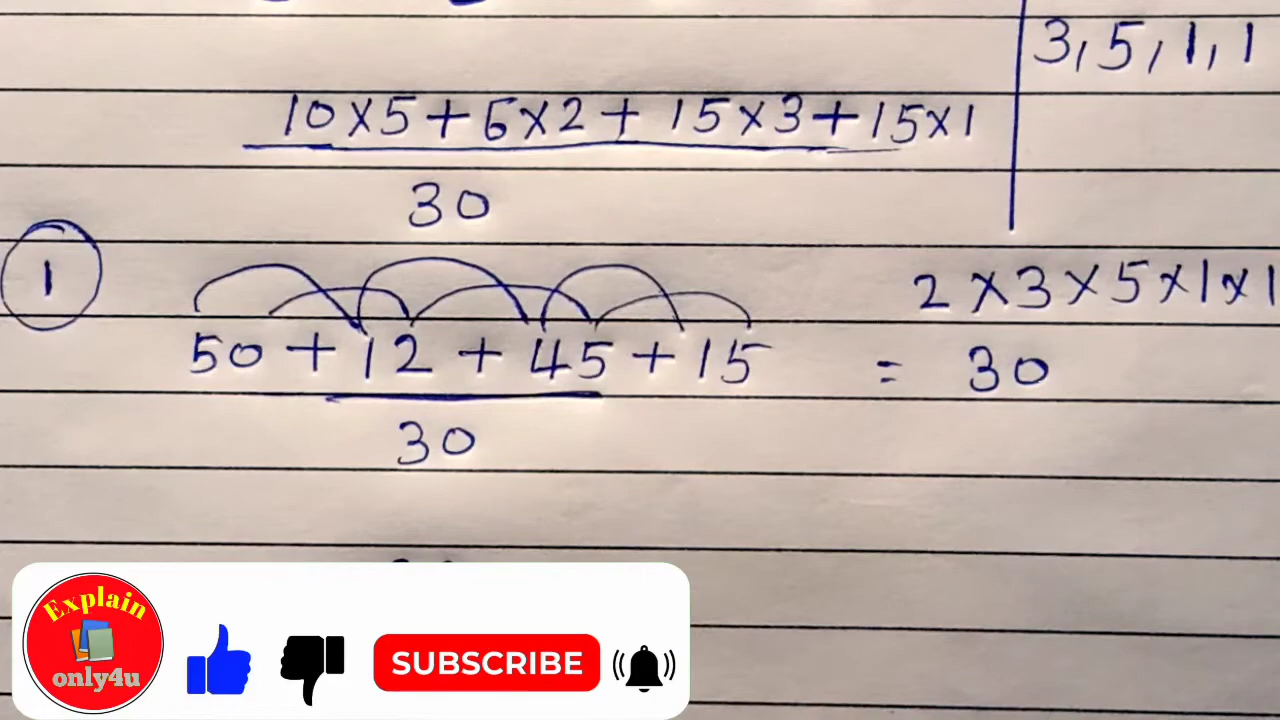 3, 5, 1, 1
10×5+6×2+15×3+15×1
30
2×3×5×1×1
1
50+12+45+15
= 30
30
Explain
only4u
SUBSCRIBE